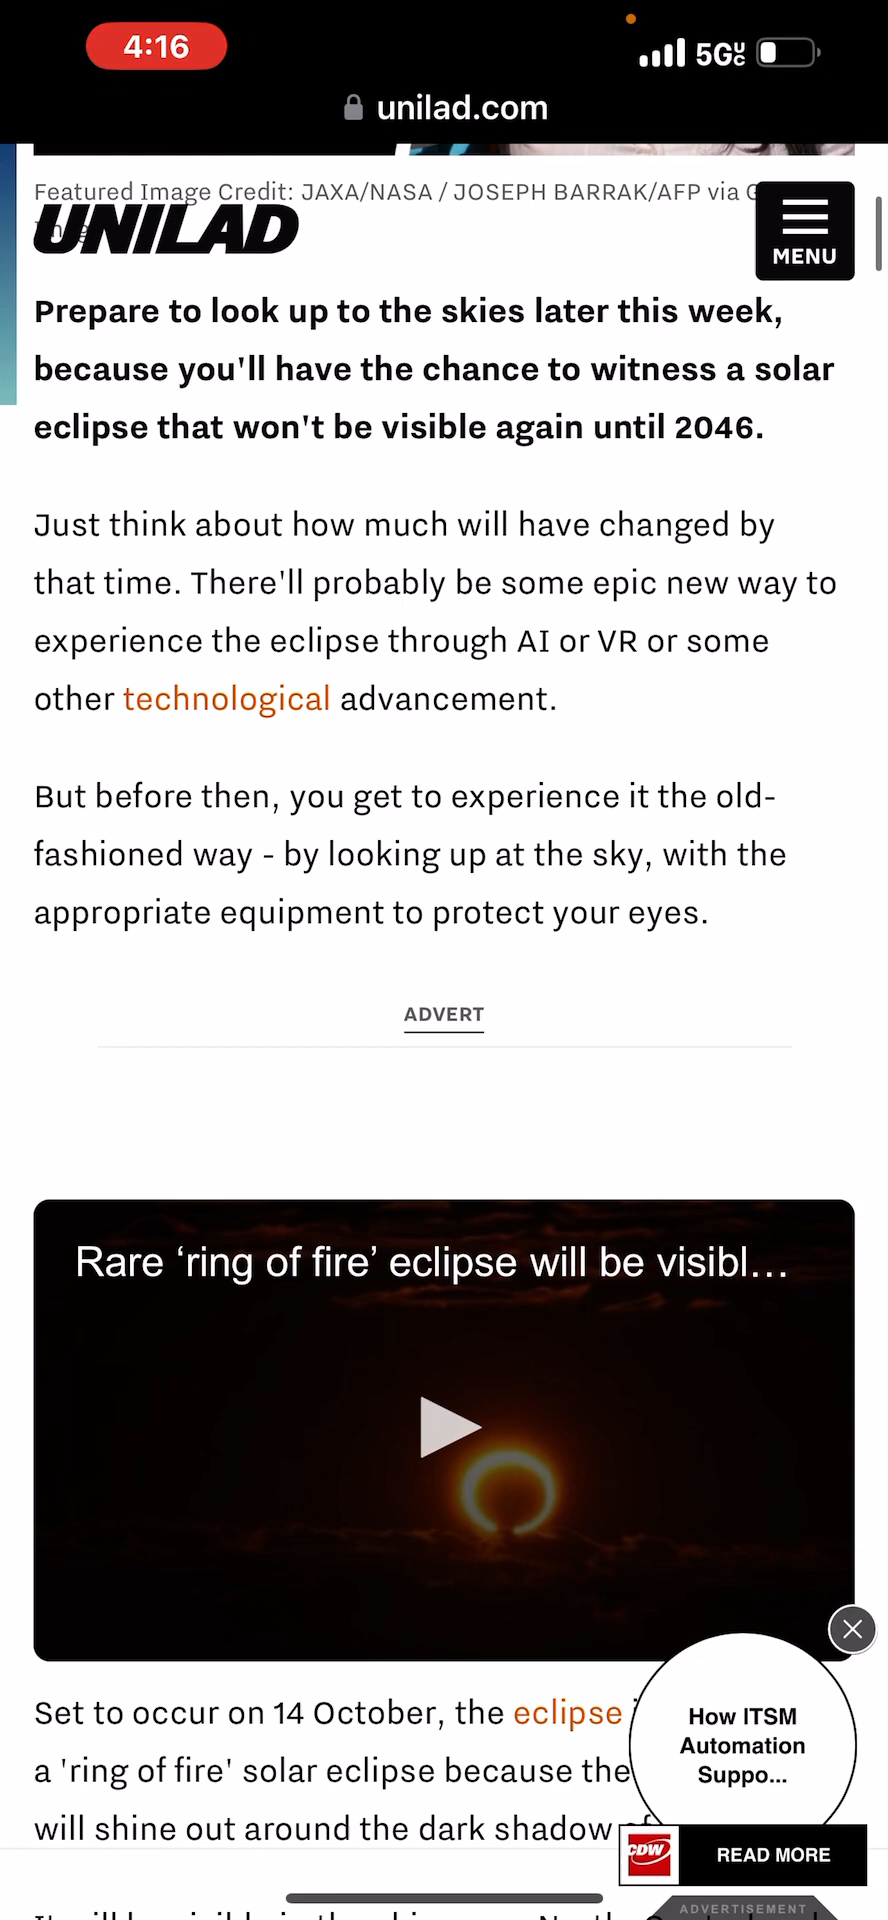 4:16
5G
unilad.com
Featured Image Credit: JAXA/NASA / JOSEPH BARRAK/AFP via
UNILAD
MENU
Prepare to look up to the skies later this week,
because you'll have the chance to witness a solar
eclipse that won't be visible again until 2046.
Just think about how much will have changed by
that time. There'll probably be some epic new way to
experience the eclipse through AI or VR or some
other technological advancement.
But before then, you get to experience it the old-
fashioned way - by looking up at the sky, with the
appropriate equipment to protect your eyes.
ADVERT
Rare ‘ring of fire’ eclipse will be visibl...
Set to occur on 14 October, the eclipse
a 'ring of fire' solar eclipse because the
will shine out around the dark shadow
How ITSM
Automation
Suppo...
CDW
READ MORE
ADVERTISEMENT